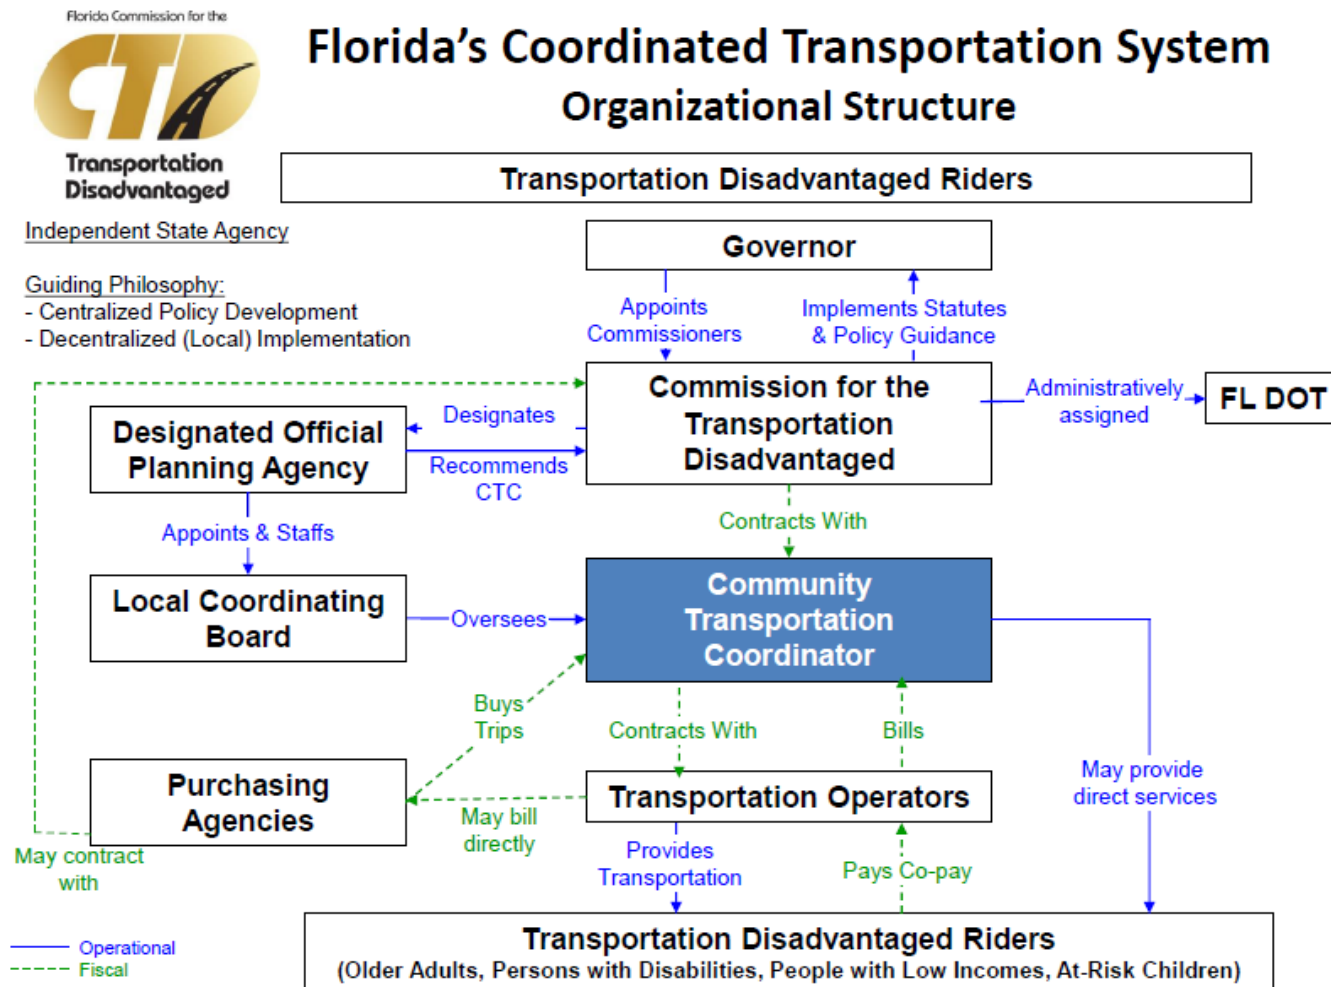 Florida Commission for the
CTD
Transportation
Disadvantaged
Florida's Coordinated Transportation System
Organizational Structure
Transportation Disadvantaged Riders
Independent State Agency
Guiding Philosophy:
- Centralized Policy Development
- Decentralized (Local) Implementation
Governor
Appoints
Commissioners
Implements Statutes
& Policy Guidance
Commission for the
Transportation
Disadvantaged
Administratively
assigned
FL DOT
Designated Official
Planning Agency
Designates
Recommends
CTC
Appoints & Staffs
Contracts With
Local Coordinating
Board
Oversees
Community
Transportation
Coordinator
Buys
Trips
Contracts With
Bills
May provide
direct services
Purchasing
Agencies
May bill
directly
Transportation Operators
May contract
with
Provides
Transportation
Pays Co-pay
Transportation Disadvantaged Riders
(Older Adults, Persons with Disabilities, People with Low Incomes, At-Risk Children)
Operational
Fiscal